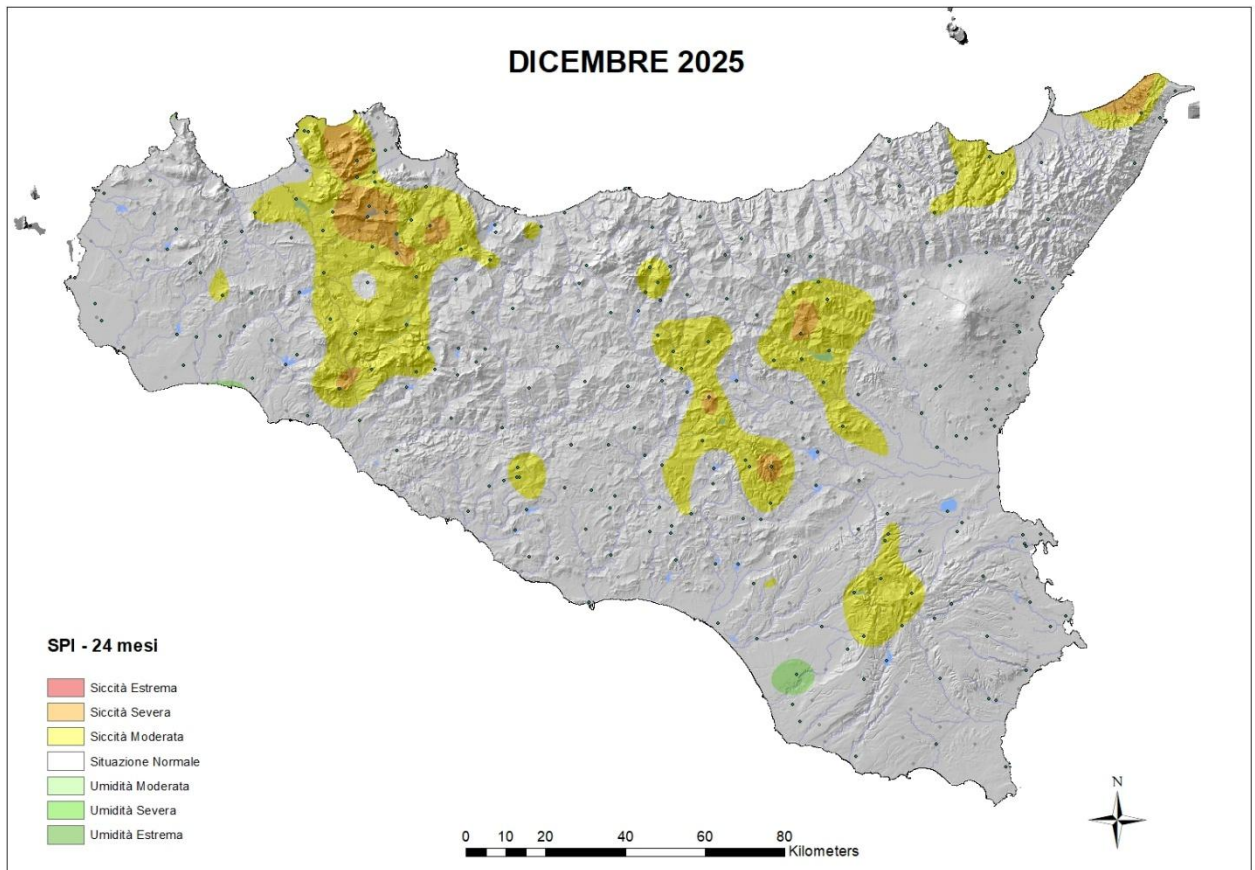 DICEMBRE 2025
SPI - 24 mesi
Siccità Estrema
Siccità Severa
Siccità Moderata
Situazione Normale
Umidità Moderata
Umidità Severa
Umidità Estrema
N
0 10 20 40 60 80
Kilometers